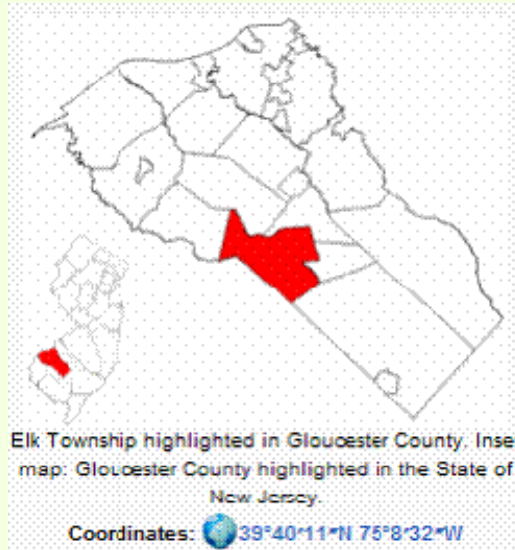 Elk Township highlighted in Gloucester County. Inse
map: Gloucester County highlighted in the State of
New Jersey.
Coordinates: 39°40′11″N 75°8′32″W